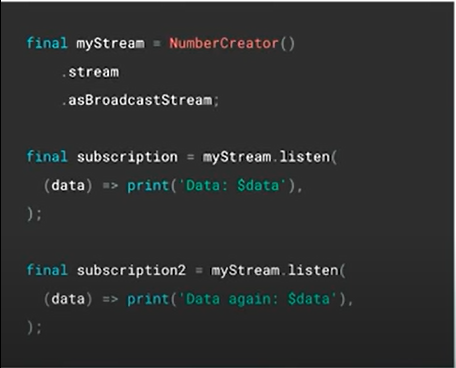 final myStream = NumberCreator()
.stream
.asBroadcastStream;
final subscription = myStream.listen(
(data) => print('Data: $data'),
);
final subscription2 = myStream.listen(
(data) => print('Data again: $data'),
);